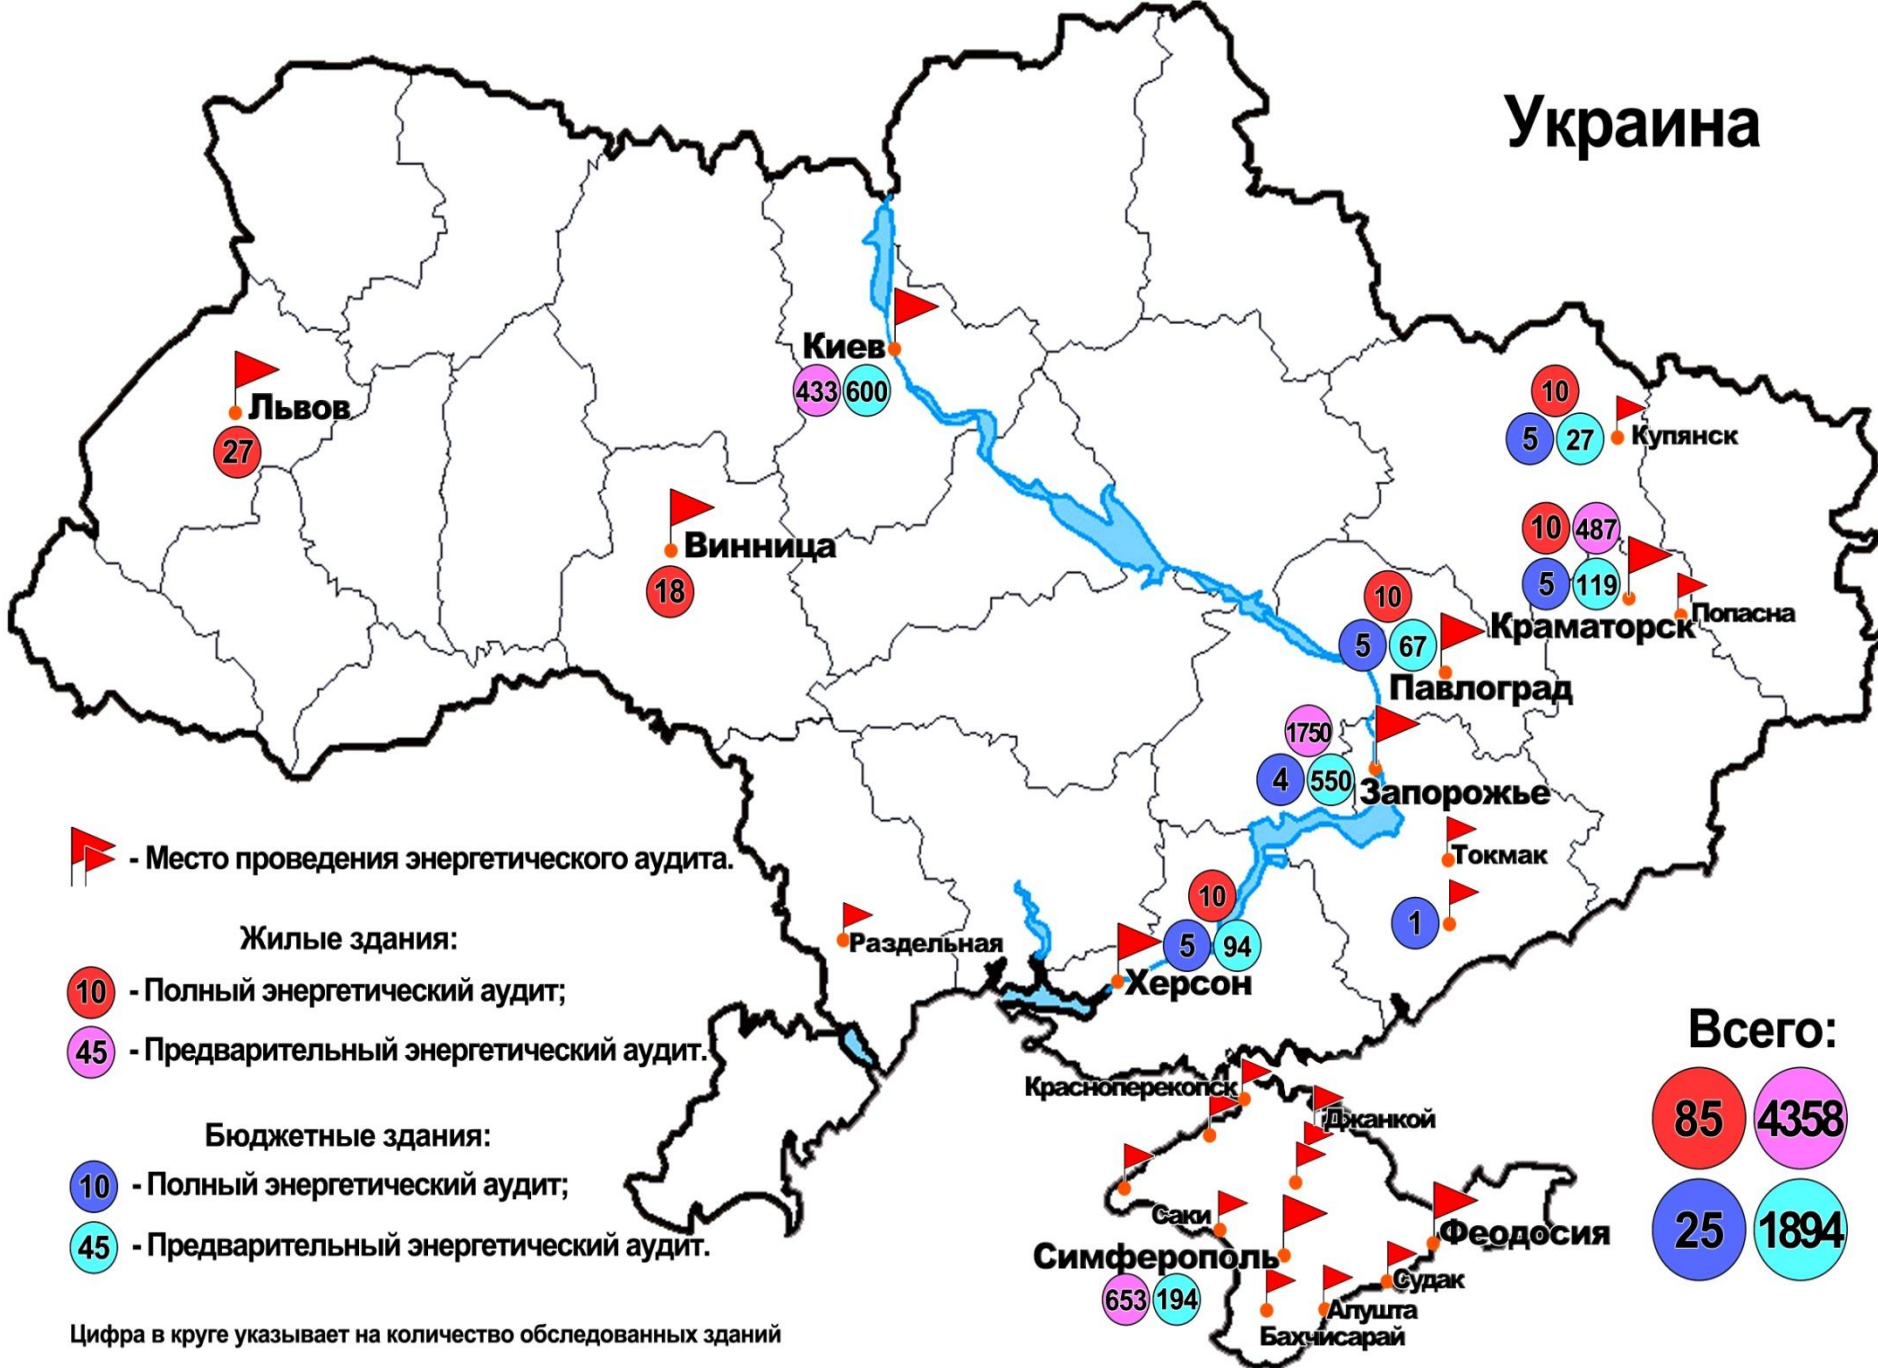 Украина
Киев
433 600
Львов
27
10
5 27
Купянск
Винница
18
10 487
5 119
Краматорск
Попасна
10
5 67
Павлоград
1750
4 550
Запорожье
Токмак
1
10
5 94
Херсон
Раздельная
- Место проведения энергетического аудита.
Жилые здания:
10 - Полный энергетический аудит;
45 - Предварительный энергетический аудит.
Бюджетные здания:
10 - Полный энергетический аудит;
45 - Предварительный энергетический аудит.
Цифра в круге указывает на количество обследованных зданий
Красноперекопск
Джанкой
Саки
Симферополь
653 194
Феодосия
Судак
Алушта
Бахчисарай
Всего:
85 4358
25 1894